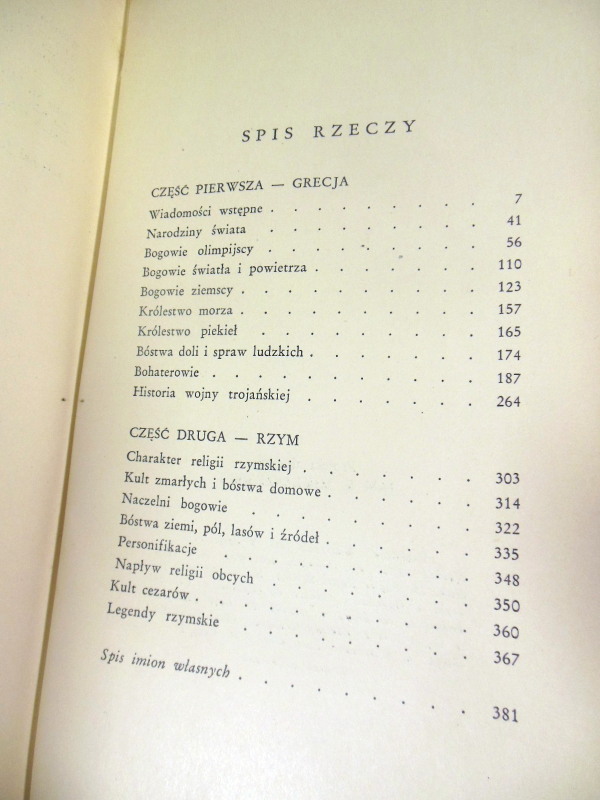 SPIS RZECZY
CZĘŚĆ PIERWSZA — GRECJA
Wiadomości wstępne . . . . . . . . 7
Narodziny świata . . . . . . . . 41
Bogowie olimpijscy . . . . . . . . 56
Bogowie światła i powietrza . . . . . . 110
Bogowie ziemscy . . . . . . . . . 123
Królestwo morza . . . . . . . . . 157
Królestwo piekieł . . . . . . . . 165
Bóstwa doli i spraw ludzkich . . . . . . 174
Bohaterowie . . . . . . . . . . 187
Historia wojny trojańskiej . . . . . . 264
CZĘŚĆ DRUGA — RZYM
Charakter religii rzymskiej . . . . . . 303
Kult zmarłych i bóstwa domowe . . . . . . 314
Naczelni bogowie . . . . . . . . 322
Bóstwa ziemi, pól, lasów i źródeł . . . . . . 335
Personifikacje . . . . . . . . . 348
Napływ religii obcych . . . . . . . 350
Kult cezarów . . . . . . . . . . 360
Legendy rzymskie . . . . . . . . 367
Spis imion własnych . . . . . . . . 381